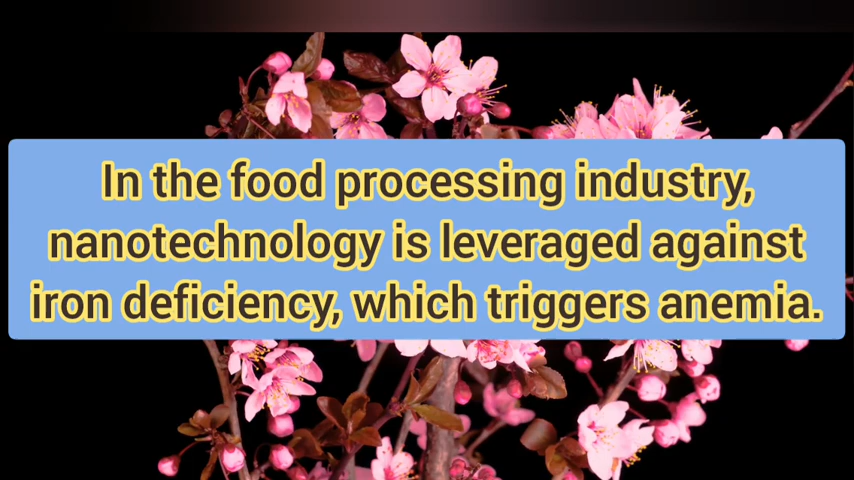 In the food processing industry,
nanotechnology is leveraged against
iron deficiency, which triggers anemia.